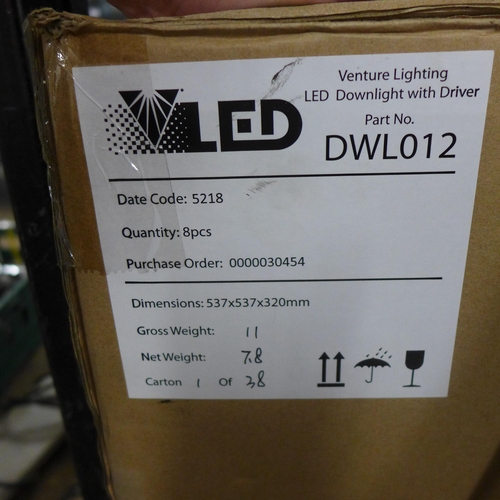 VLED
Venture Lighting
LED Downlight with Driver
Part No.
DWL012
Date Code: 5218
Quantity: 8pcs
Purchase Order: 0000030454
Dimensions: 537x537x320mm
Gross Weight: 11
Net Weight: 7.8
Carton 1 Of 38